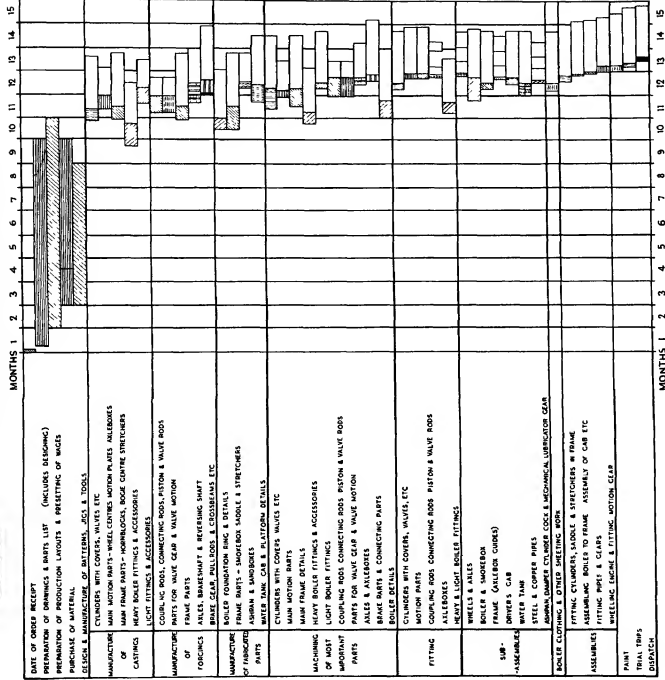 MONTHS 1 2 3 4 5 6 7 8 9 10 11 12 13 14 15
DATE OF ORDER RECEIPT
PREPARATION OF DRAWINGS & PARTS LIST (INCLUDES DESIGNING)
PREPARATION OF PRODUCTION LAYOUTS & PRESETTING OF WAGES
PURCHASE OF MATERIAL
DESIGN & MANUFACTURE OF PATTERNS, JIGS & TOOLS
MANUFACTURE OF CASTINGS
CYLINDERS WITH COVERS, VALVES ETC
MAIN MOTION PARTS - WHEEL CENTRES MOTION PLATES AXLEBOXES
MAIN FRAME PARTS - HORNBLOCKS, BOGIE CENTRE STRETCHERS
HEAVY BOILER FITTINGS & ACCESSORIES
LIGHT FITTINGS & ACCESSORIES
MANUFACTURE OF FORGINGS
COUPLING RODS, CONNECTING RODS, PISTON & VALVE RODS
PARTS FOR VALVE GEAR & VALVE MOTION
FRAME PARTS
AXLES, BRAKESHAFT & REVERSING SHAFT
BRAKE GEAR, PULL RODS & CROSSBEAMS ETC
MANUFACTURE OF FABRICATED PARTS
BOILER FOUNDATION RING & DETAILS
FRAME PARTS - SMOKEBOX SADDLE & STRETCHERS
ASHPAN & SANDBOXES
WATER TANK CAB & PLATFORM DETAILS
MACHINING OF MOST IMPORTANT PARTS
CYLINDERS WITH COVERS VALVES ETC
MAIN MOTION PARTS
MAIN FRAME DETAILS
HEAVY BOILER FITTINGS & ACCESSORIES
LIGHT BOILER FITTINGS
COUPLING RODS CONNECTING RODS PISTON & VALVE RODS
PARTS FOR VALVE GEAR & VALVE MOTION
AXLES & AXLEBOXES
BRAKE PARTS & CONNECTING PARTS
BOILER DETAILS
FITTING
CYLINDERS WITH COVERS, VALVES, ETC
MOTION PARTS
COUPLING RODS CONNECTING RODS PISTON & VALVE RODS
AXLEBOXES
HEAVY & LIGHT BOILER FITTINGS
SUB-ASSEMBLIES
WHEELS & AXLES
BOILER & SMOKEBOX
FRAME (AXLEBOX GUIDES)
DRIVER'S CAB
WATER TANK
STEEL & COPPER PIPES
ASHPAN, DAMPER CYLINDER COCK & MECHANICAL LUBRICATOR GEAR
BOILER CLOTHING & OTHER SHEETING WORK
ASSEMBLIES
FITTING CYLINDERS, SADDLE & STRETCHERS IN FRAME
ASSEMBLING BOILER TO FRAME ASSEMBLY OF CAB ETC
FITTING PIPES & GEARS
WHEELING ENGINE & FITTING MOTION GEAR
PAINT
TRIAL TRIPS
DISPATCH
MONTHS 1 2 3 4 5 6 7 8 9 10 11 12 13 14 15